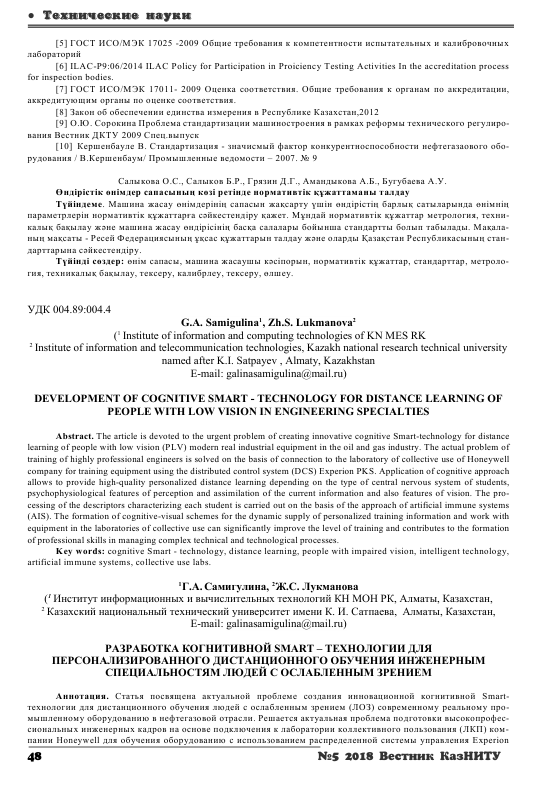 • Технические науки
[5] ГОСТ ИСО/МЭК 17025 -2009 Общие требования к компетентности испытательных и калибровочных
лабораторий
[6] ILAC-P9:06/2014 ILAC Policy for Participation in Proiciency Testing Activities In the accreditation process
for inspection bodies.
[7] ГОСТ ИСО/МЭК 17011- 2009 Оценка соответствия. Общие требования к органам по аккредитации,
аккредитующим органы по оценке соответствия.
[8] Закон об обеспечении единства измерения в Республике Казахстан,2012
[9] О.Ю. Сорокина Проблема стандартизации машиностроения в рамках реформы технического регулиро-
вания Вестник ДКТУ 2009 Спец.выпуск
[10] Кершенбауле В. Стандартизация - значисмый фактор конкурентноспособности нефтегазового обо-
рудования / В.Кершенбаум/ Промышленные ведомости – 2007. № 9
Салыкова О.С., Салыков Б.Р., Грязин Д.Г., Амандыкова А.Б., Бугубаева А.У.
Өндірістік өнімдер сапасының көзі ретінде нормативтік құжаттаманы талдау
Түйіндеме. Машина жасау өнімдерінің сапасын жақсарту үшін өндірістің барлық сатыларында өнімнің
параметрлерін нормативтік құжаттарға сәйкестендіру қажет. Мұндай нормативтік құжаттар метрология, техни-
калық бақылау және машина жасау өндірісінің басқа салалары бойынша стандартты болып табылады. Мақала-
ның мақсаты - Ресей Федерациясының ұқсас құжаттарын талдау және оларды Қазақстан Республикасының стан-
дарттарына сәйкестендіру.
Түйінді сөздер: өнім сапасы, машина жасаушы кәсіпорын, нормативтік құжаттар, стандарттар, метроло-
гия, техникалық бақылау, тексеру, калибрлеу, тексеру, өлшеу.
УДК 004.89:004.4
G.A. Samigulina¹, Zh.S. Lukmanova²
(¹ Institute of information and computing technologies of KN MES RK
² Institute of information and telecommunication technologies, Kazakh national research technical university
named after K.I. Satpayev , Almaty, Kazakhstan
E-mail: galinasamigulina@mail.ru)
DEVELOPMENT OF COGNITIVE SMART - TECHNOLOGY FOR DISTANCE LEARNING OF
PEOPLE WITH LOW VISION IN ENGINEERING SPECIALTIES
Abstract. The article is devoted to the urgent problem of creating innovative cognitive Smart-technology for distance
learning of people with low vision (PLV) modern real industrial equipment in the oil and gas industry. The actual problem of
training of highly professional engineers is solved on the basis of connection to the laboratory of collective use of Honeywell
company for training equipment using the distributed control system (DCS) Experion PKS. Application of cognitive approach
allows to provide high-quality personalized distance learning depending on the type of central nervous system of students,
psychophysiological features of perception and assimilation of the current information and also features of vision. The pro-
cessing of the descriptors characterizing each student is carried out on the basis of the approach of artificial immune systems
(AIS). The formation of cognitive-visual schemes for the dynamic supply of personalized training information and work with
equipment in the laboratories of collective use can significantly improve the level of training and contributes to the formation
of professional skills in managing complex technical and technological processes.
Key words: cognitive Smart - technology, distance learning, people with impaired vision, intelligent technology,
artificial immune systems, collective use labs.
¹Г.А. Самигулина, ²Ж.С. Лукманова
(¹ Институт информационных и вычислительных технологий КН МОН РК, Алматы, Казахстан,
² Казахский национальный технический университет имени К. И. Сатпаева, Алматы, Казахстан,
E-mail: galinasamigulina@mail.ru)
РАЗРАБОТКА КОГНИТИВНОЙ SMART – ТЕХНОЛОГИИ ДЛЯ
ПЕРСОНАЛИЗИРОВАННОГО ДИСТАНЦИОННОГО ОБУЧЕНИЯ ИНЖЕНЕРНЫМ
СПЕЦИАЛЬНОСТЯМ ЛЮДЕЙ С ОСЛАБЛЕННЫМ ЗРЕНИЕМ
Аннотация. Статья посвящена актуальной проблеме создания инновационной когнитивной Smart-
технологии для дистанционного обучения людей с ослабленным зрением (ЛОЗ) современному реальному про-
мышленному оборудованию в нефтегазовой отрасли. Решается актуальная проблема подготовки высокопрофес-
сиональных инженерных кадров на основе подключения к лаборатории коллективного пользования (ЛКП) ком-
пании Honeywell для обучения оборудованию с использованием распределенной системы управления Experion
48
№5 2018 Вестник КазНИТУ